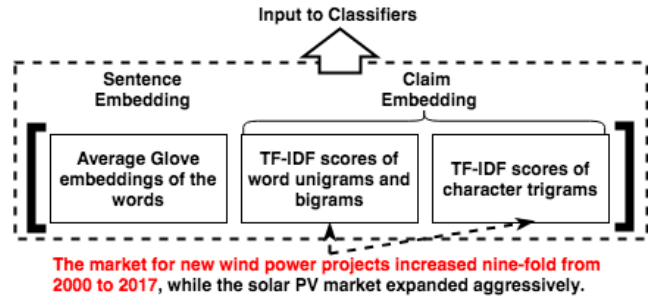 Input to Classifiers
Sentence
Embedding
Claim
Embedding
Average Glove
embeddings of the
words
TF-IDF scores of
word unigrams and
bigrams
TF-IDF scores of
character trigrams
The market for new wind power projects increased nine-fold from
2000 to 2017, while the solar PV market expanded aggressively.